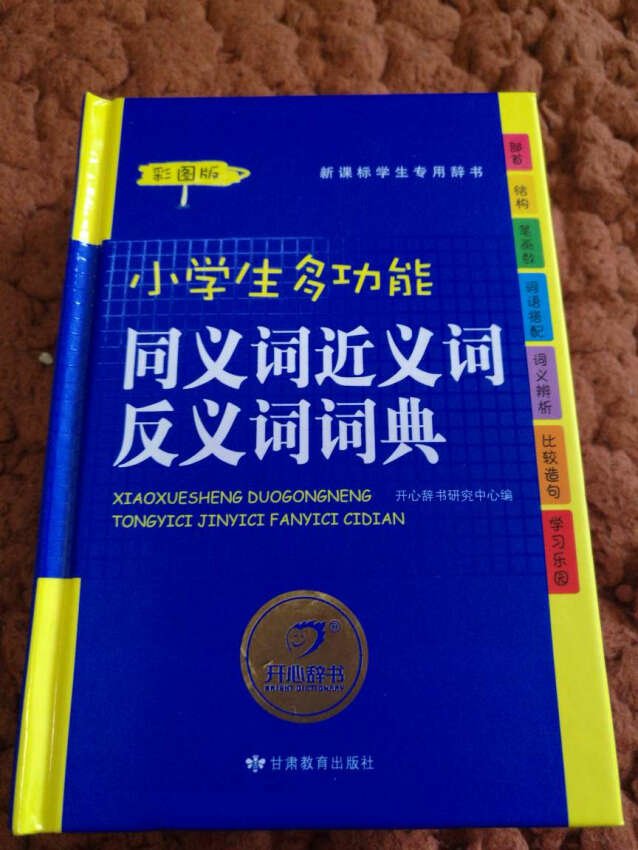 彩图版
新课标学生专用辞书
小学生多功能
同义词近义词
反义词词典
XIAOXUESHENG DUOGONGNENG
TONGYICI JINYICI FANYICI CIDIAN
开心辞书研究中心编
部首
结构
笔画数
词语搭配
词义辨析
比较造句
学习乐园
开心辞书
甘肃教育出版社